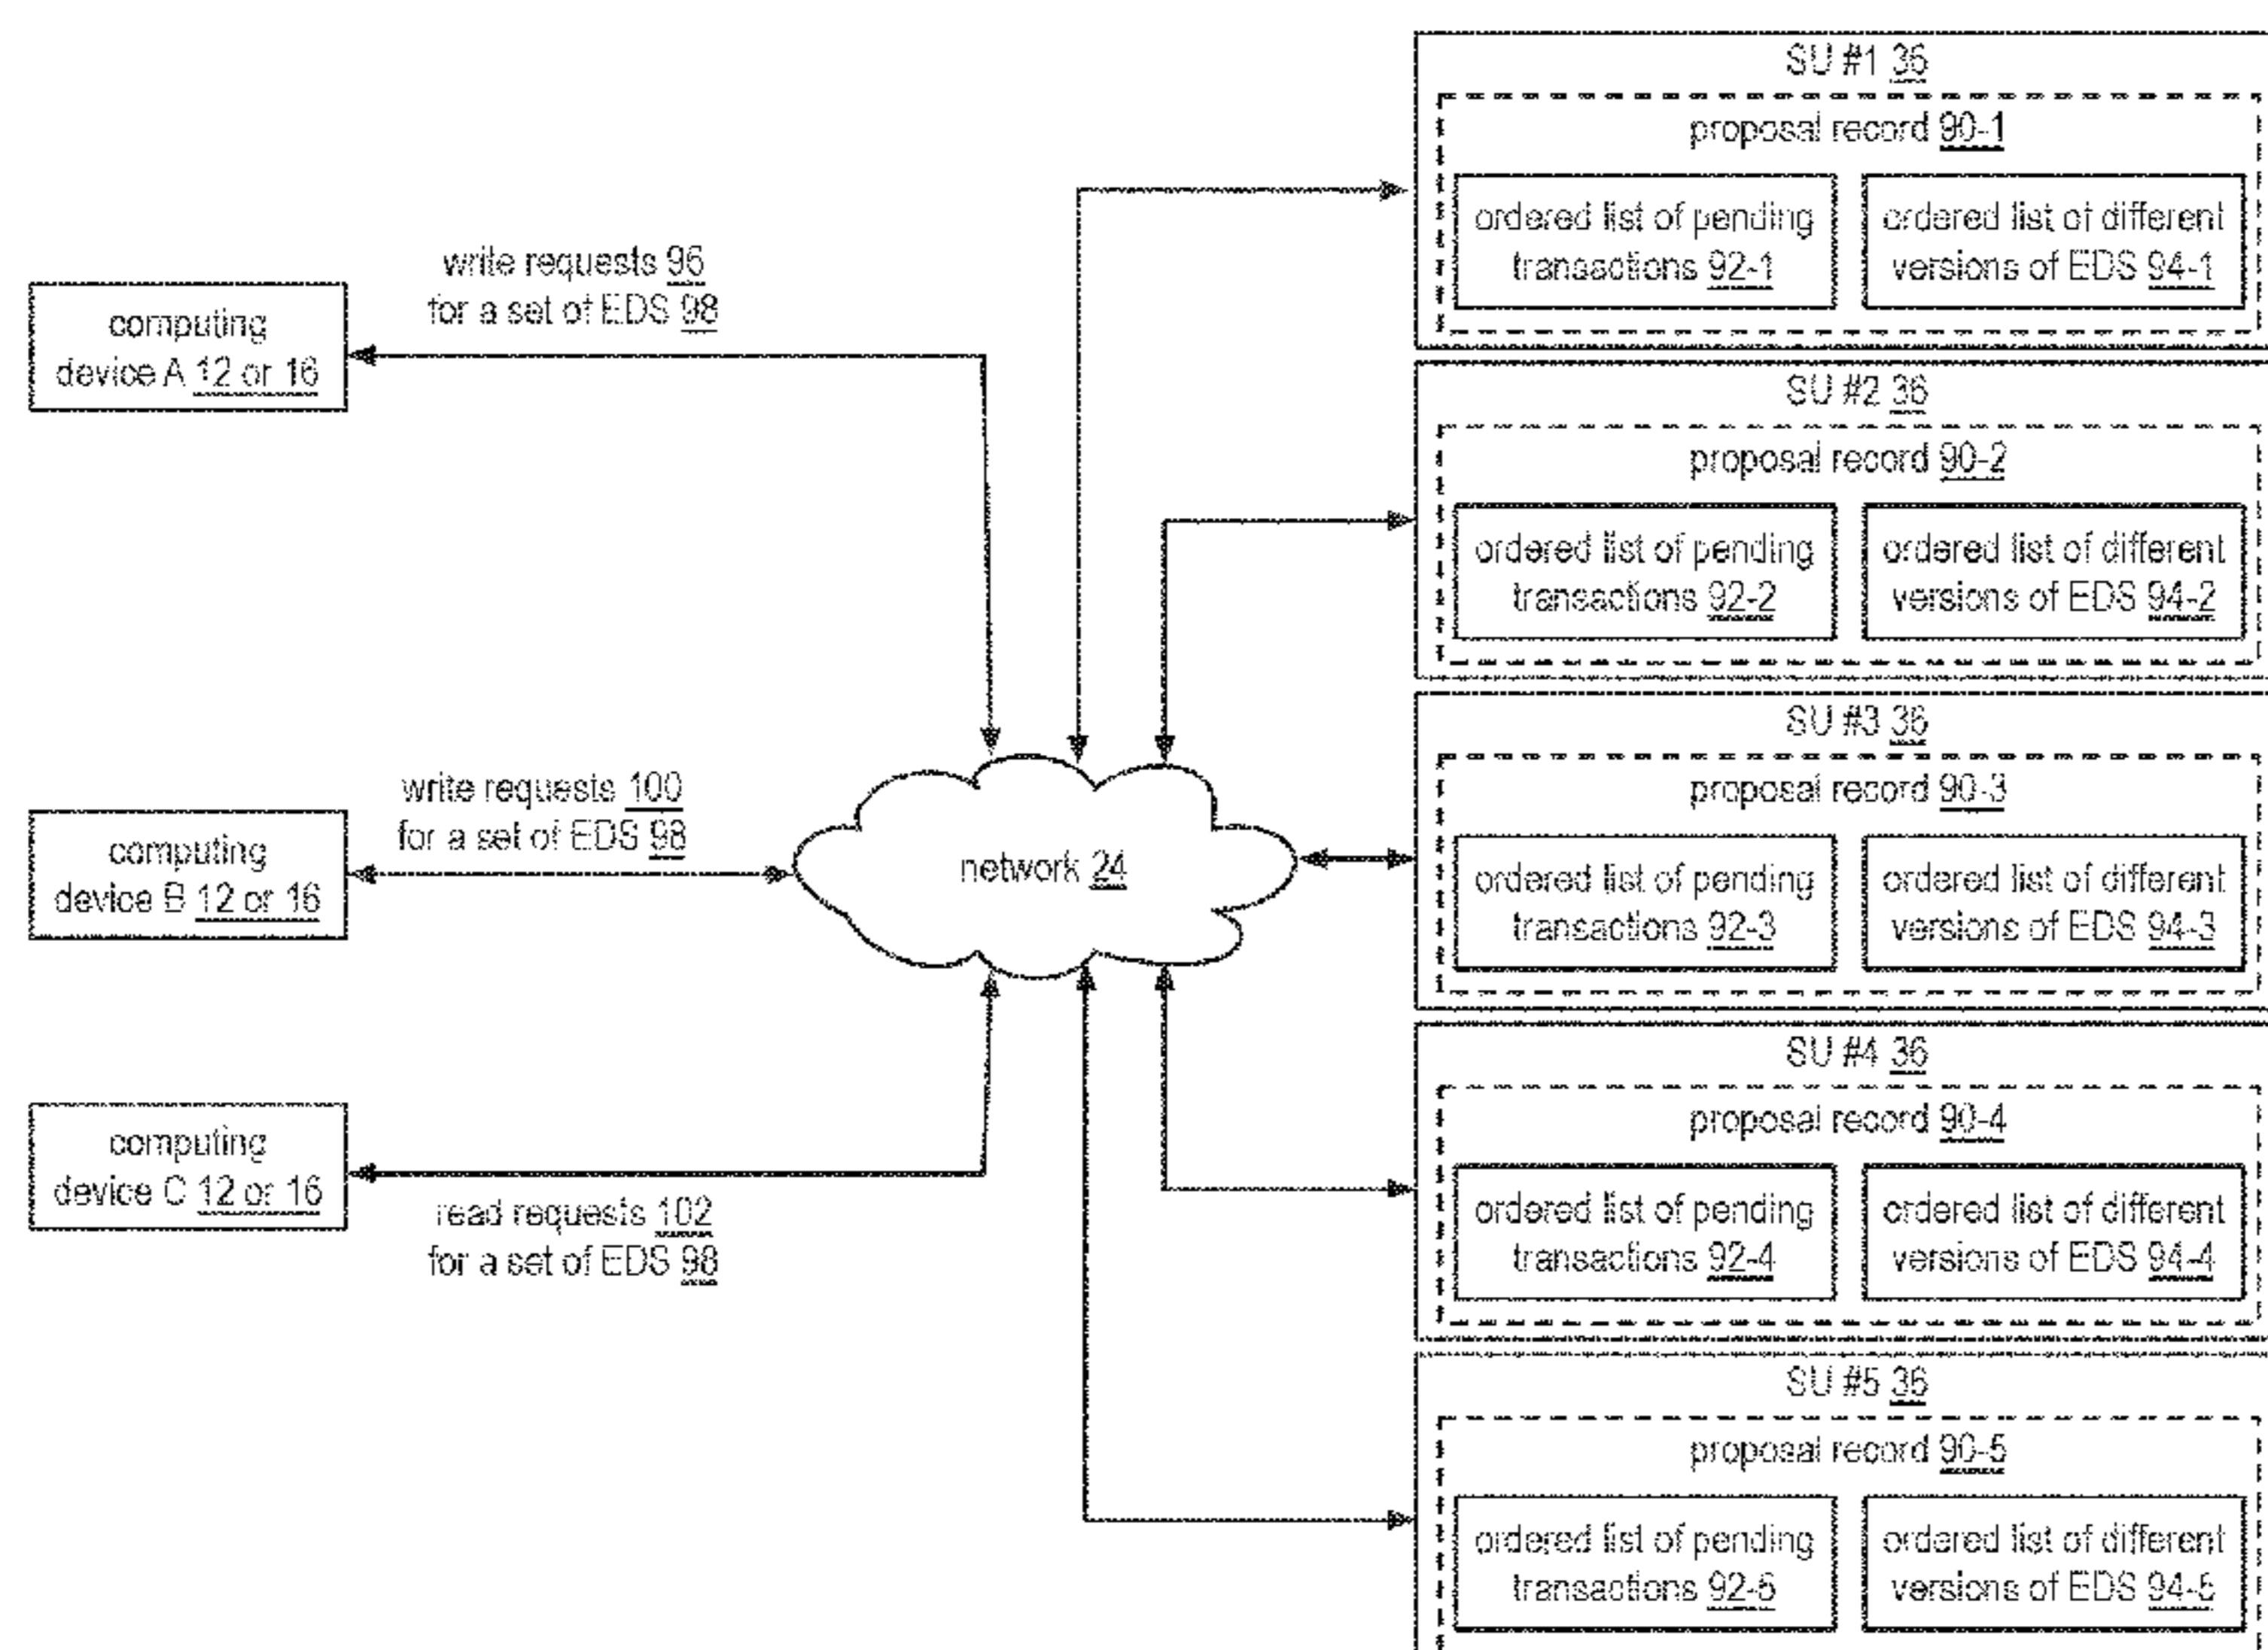 SU #1 36
proposal record 90-1
ordered list of pending
transactions 92-1
ordered list of different
versions of EDS 94-1
write requests 96
for a set of EDS 98
computing
device A 12 or 16
SU #2 36
proposal record 90-2
ordered list of pending
transactions 92-2
ordered list of different
versions of EDS 94-2
SU #3 36
proposal record 90-3
ordered list of pending
transactions 92-3
ordered list of different
versions of EDS 94-3
write requests 100
for a set of EDS 98
computing
device B 12 or 16
network 24
SU #4 36
proposal record 90-4
ordered list of pending
transactions 92-4
ordered list of different
versions of EDS 94-4
computing
device C 12 or 16
read requests 102
for a set of EDS 98
SU #5 36
proposal record 90-5
ordered list of pending
transactions 92-5
ordered list of different
versions of EDS 94-5